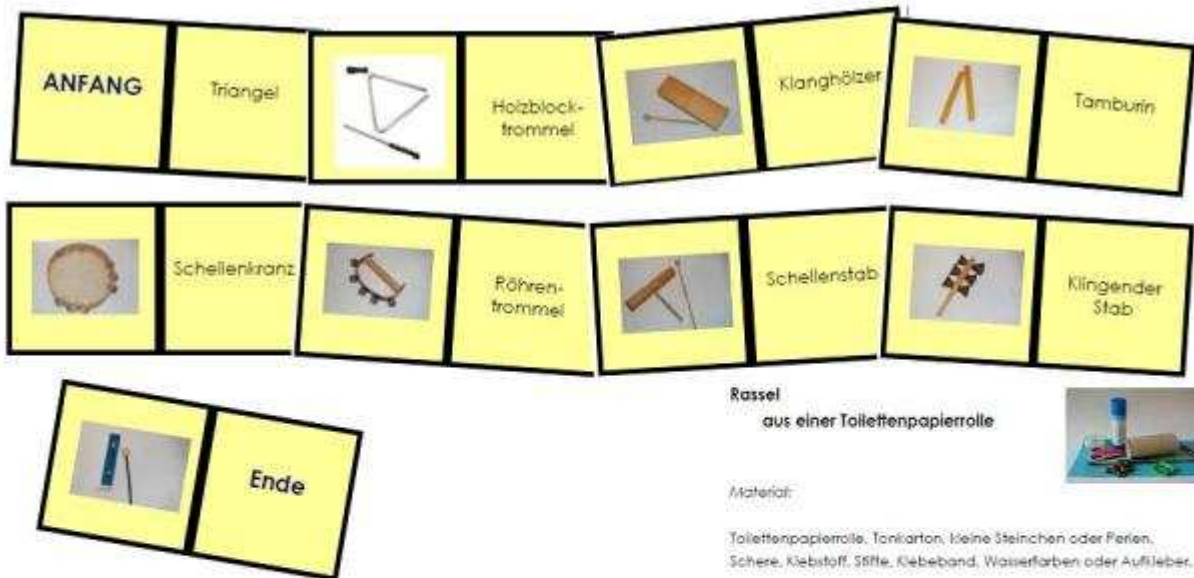 ANFANG
Triangel
Holzblock-
trommel
Klanghölzer
Tamburin
Schellenkranz
Röhren-
trommel
Schellenstab
Klingender
Stab
Ende
Rassel
aus einer Toilettenpapierrolle
Material:
Toilettenpapierrolle, Tonkarton, kleine Steinchen oder Perlen,
Schere, Klebstoff, Stifte, Klebeband, Wasserfarben oder Aufkleber.